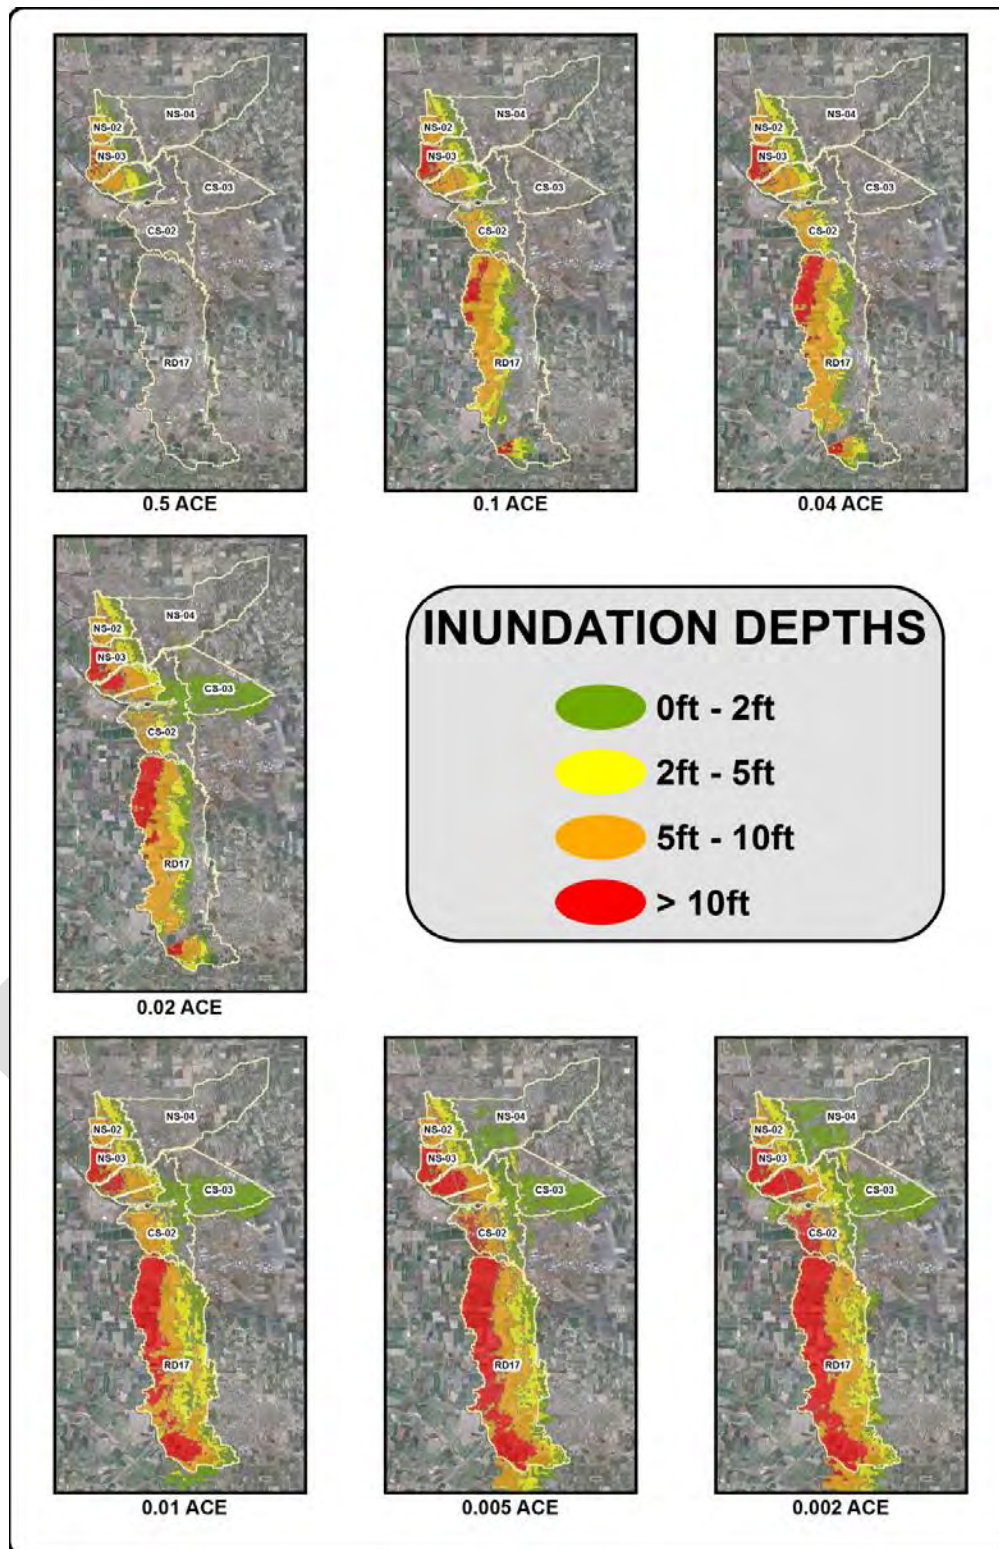 NS-04
NS-02
NS-03
CS-03
CS-02
RD17
0.5 ACE
NS-04
NS-02
NS-03
CS-03
CS-02
RD17
0.1 ACE
NS-04
NS-02
NS-03
CS-03
CS-02
RD17
0.04 ACE
NS-04
NS-02
NS-03
CS-03
CS-02
RD17
0.02 ACE
INUNDATION DEPTHS
0ft - 2ft
2ft - 5ft
5ft - 10ft
> 10ft
NS-04
NS-02
NS-03
CS-03
CS-02
RD17
0.01 ACE
NS-04
NS-02
NS-03
CS-03
CS-02
RD17
0.005 ACE
NS-04
NS-02
NS-03
CS-03
CS-02
RD17
0.002 ACE